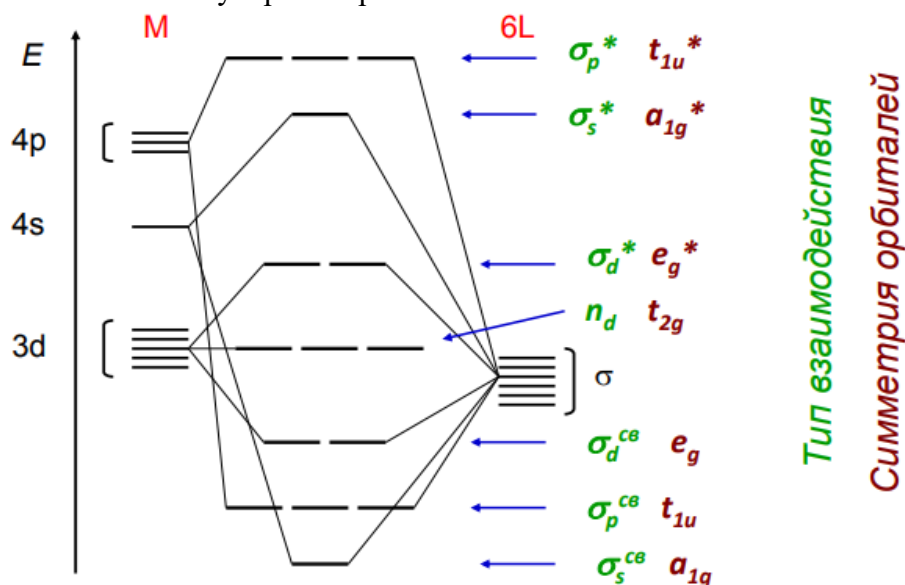 M 6L
E
σp* t1u*
4p
σs* a1g*
4s
σd* eg*
nd t2g
3d
σ
σdсв eg
σpсв t1u
σsсв a1g
Тип взаимодействия
Симметрия орбиталей